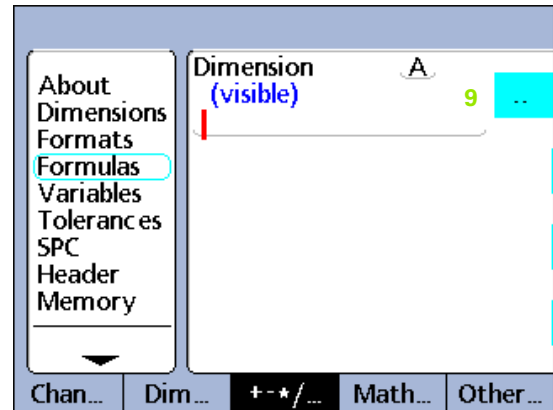 About
Dimensions
Formats
Formulas
Variables
Tolerances
SPC
Header
Memory
Dimension A
(visible) 9 ..
Chan... Dim... +-*/... Math... Other...